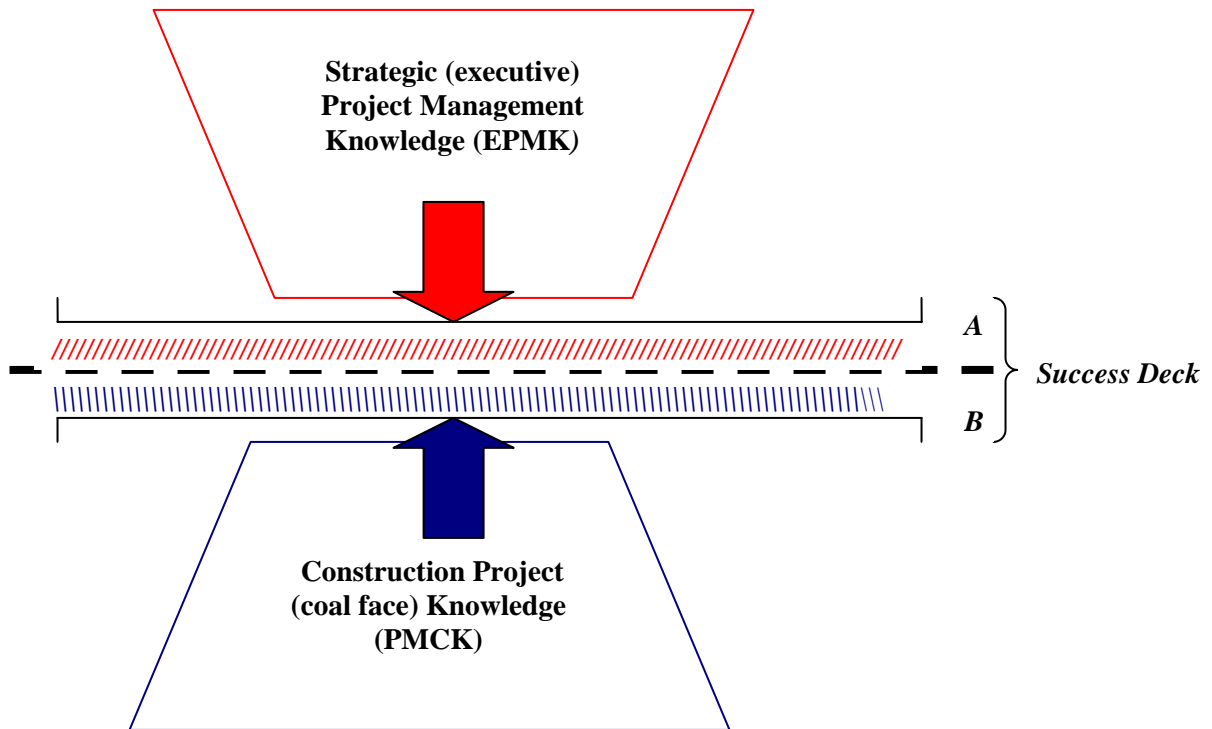 Strategic (executive)
Project Management
Knowledge (EPMK)
A
Success Deck
B
Construction Project
(coal face) Knowledge
(PMCK)